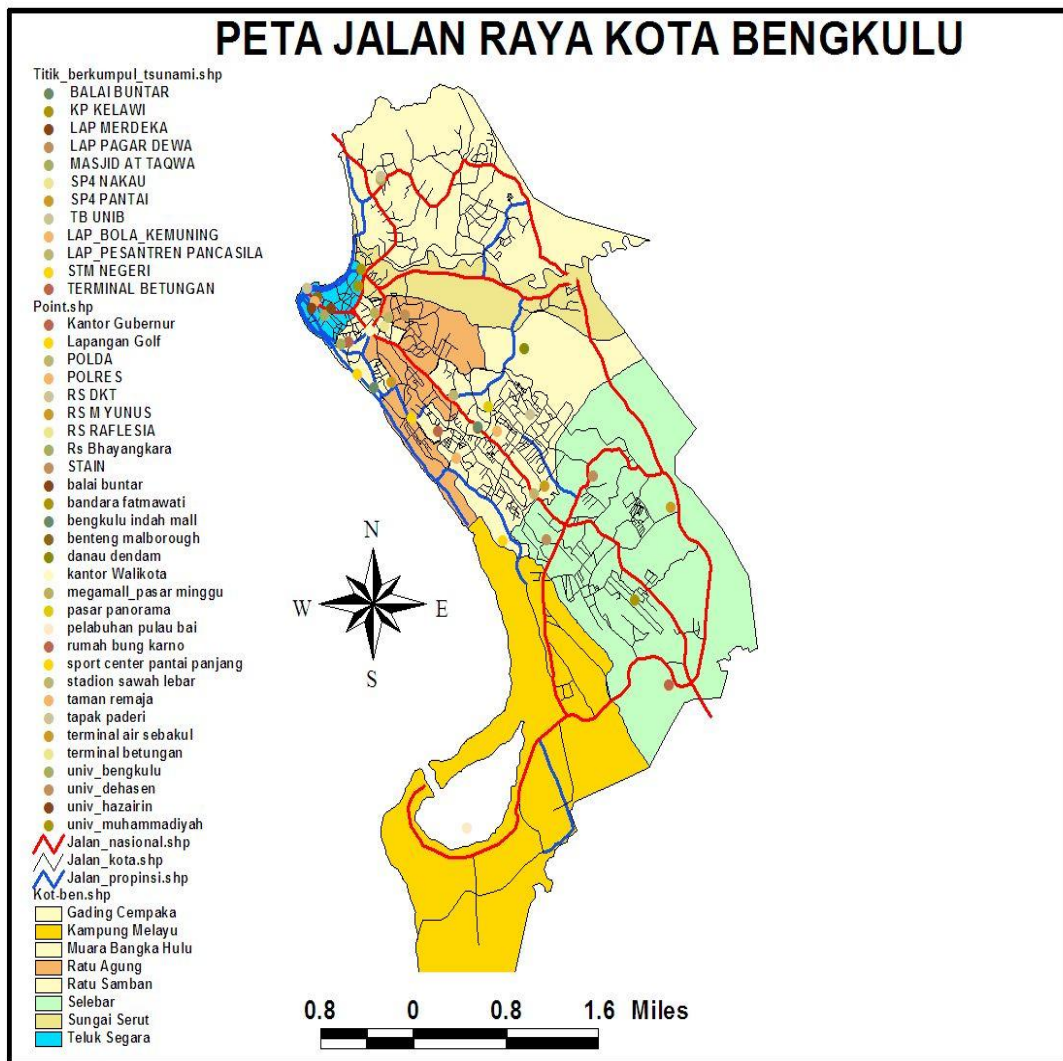 PETA JALAN RAYA KOTA BENGKULU
Titik_berkumpul_tsunami.shp
BALAI BUNTAR
KP KELAWI
LAP MERDEKA
LAP PAGAR DEWA
MASJID AT TAQWA
SP4 NAKAU
SP4 PANTAI
TB UNIB
LAP_BOLA_KEMUNING
LAP_PESANTREN PANCASILA
STM NEGERI
TERMINAL BETUNGAN
Point.shp
Kantor Gubernur
Lapangan Golf
POLDA
POLRES
RS DKT
RS M YUNUS
RS RAFLESIA
Rs Bhayangkara
STAIN
balai buntar
bandara fatmawati
bengkulu indah mall
benteng malborough
danau dendam
kantor Walikota
megamall_pasar minggu
pasar panorama
pelabuhan pulau bai
rumah bung karno
sport center pantai panjang
stadion sawah lebar
taman remaja
tapak paderi
terminal air sebakul
terminal betungan
univ_bengkulu
univ_dehasen
univ_hazairin
univ_muhammadiyah
Jalan_nasional.shp
Jalan_kota.shp
Jalan_propinsi.shp
Kot-ben.shp
Gading Cempaka
Kampung Melayu
Muara Bangka Hulu
Ratu Agung
Ratu Samban
Selebar
Sungai Serut
Teluk Segara
N
W E
S
0.8 0 0.8 1.6 Miles